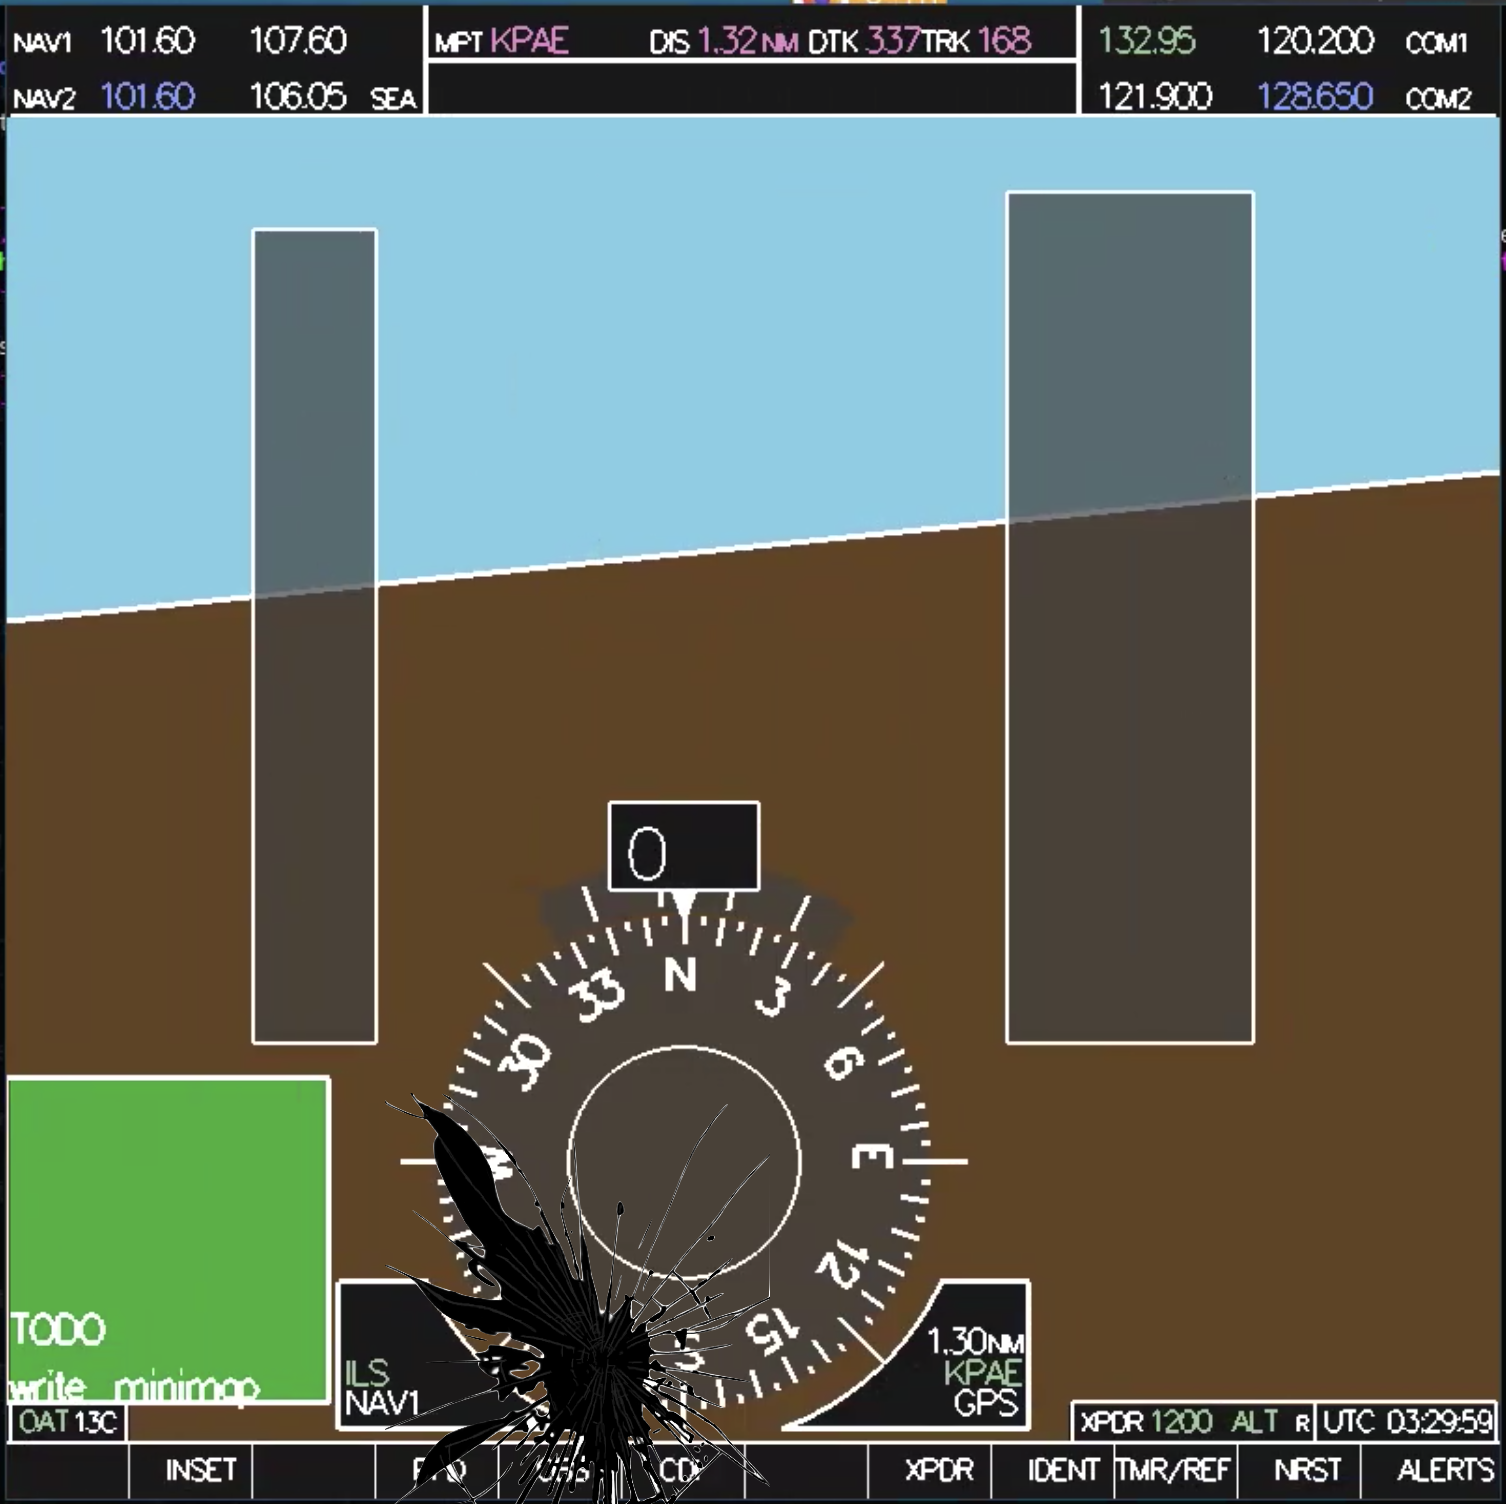 NAV1 101.60 107.60
MPT KPAE DIS 1.32 NM DTK 337 TRK 168
132.95 120.200 COM1
NAV2 101.60 106.05 SEA
121.900 128.650 COM2
0
N
33 3
30 6
W E
12
15
S
TODO
write minimap
ILS
NAV1
1.30NM
KPAE
GPS
OAT 13C
XPDR 1200 ALT R UTC 03:29:59
INSET XPDR IDENT TMR/REF NRST ALERTS